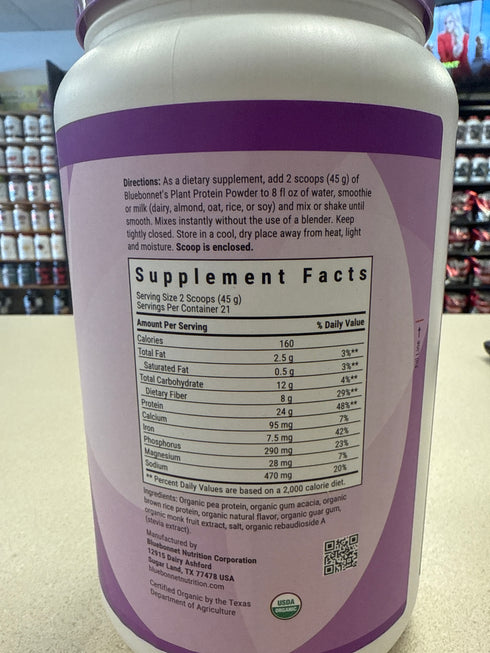 Directions: As a dietary supplement, add 2 scoops (45 g) of
Bluebonnet's Plant Protein Powder to 8 fl oz of water, smoothie
or milk (dairy, almond, oat, rice, or soy) and mix or shake until
smooth. Mixes instantly without the use of a blender. Keep
tightly closed. Store in a cool, dry place away from heat, light
and moisture. Scoop is enclosed.
Supplement Facts
Serving Size 2 Scoops (45 g)
Servings Per Container 21
Amount Per Serving % Daily Value
Calories 160
Total Fat 2.5 g 3%**
Saturated Fat 0.5 g 3%**
Total Carbohydrate 12 g 4%**
Dietary Fiber 8 g 29%**
Protein 24 g 48%**
Calcium 95 mg 7%
Iron 7.5 mg 42%
Phosphorus 290 mg 23%
Magnesium 28 mg 7%
Sodium 470 mg 20%
** Percent Daily Values are based on a 2,000 calorie diet.
Ingredients: Organic pea protein, organic gum acacia, organic
brown rice protein, organic natural flavor, organic guar gum,
organic monk fruit extract, salt, organic rebaudioside A
(stevia extract).
Manufactured by
Bluebonnet Nutrition Corporation
12915 Dairy Ashford
Sugar Land, TX 77478 USA
bluebonnetnutrition.com
Certified Organic by the Texas
Department of Agriculture
USDA
ORGANIC
Fill Line